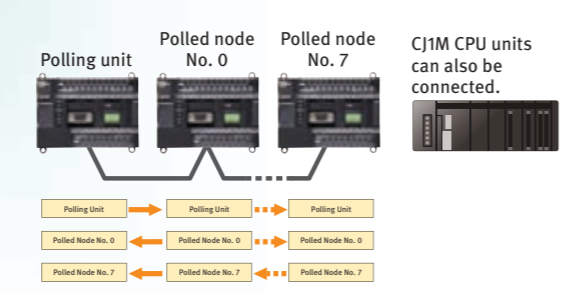 Polling unit
Polled node
No. 0
Polled node
No. 7
CJ1M CPU units
can also be
connected.
Polling Unit
Polling Unit
Polling Unit
Polled Node No. 0
Polled Node No. 0
Polled Node No. 0
Polled Node No. 7
Polled Node No. 7
Polled Node No. 7